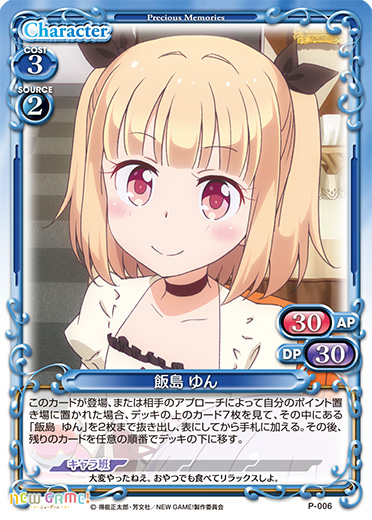 Precious Memories
Character
COST
3
SOURCE
2
30 AP
DP 30
飯島 ゆん
このカードが登場、または相手のアプローチによって自分のポイント置
き場に置かれた場合、デッキの上のカード7枚を見て、その中にある
「飯島 ゆん」を2枚まで抜き出し、表にしてから手札に加える。その後、
残りのカードを任意の順番でデッキの下に移す。
キャラ班
大変やったねえ。おやつでも食べてリラックスしよ。
NEW GAME!
© 得能正太郎・芳文社／NEW GAME!製作委員会
P-006